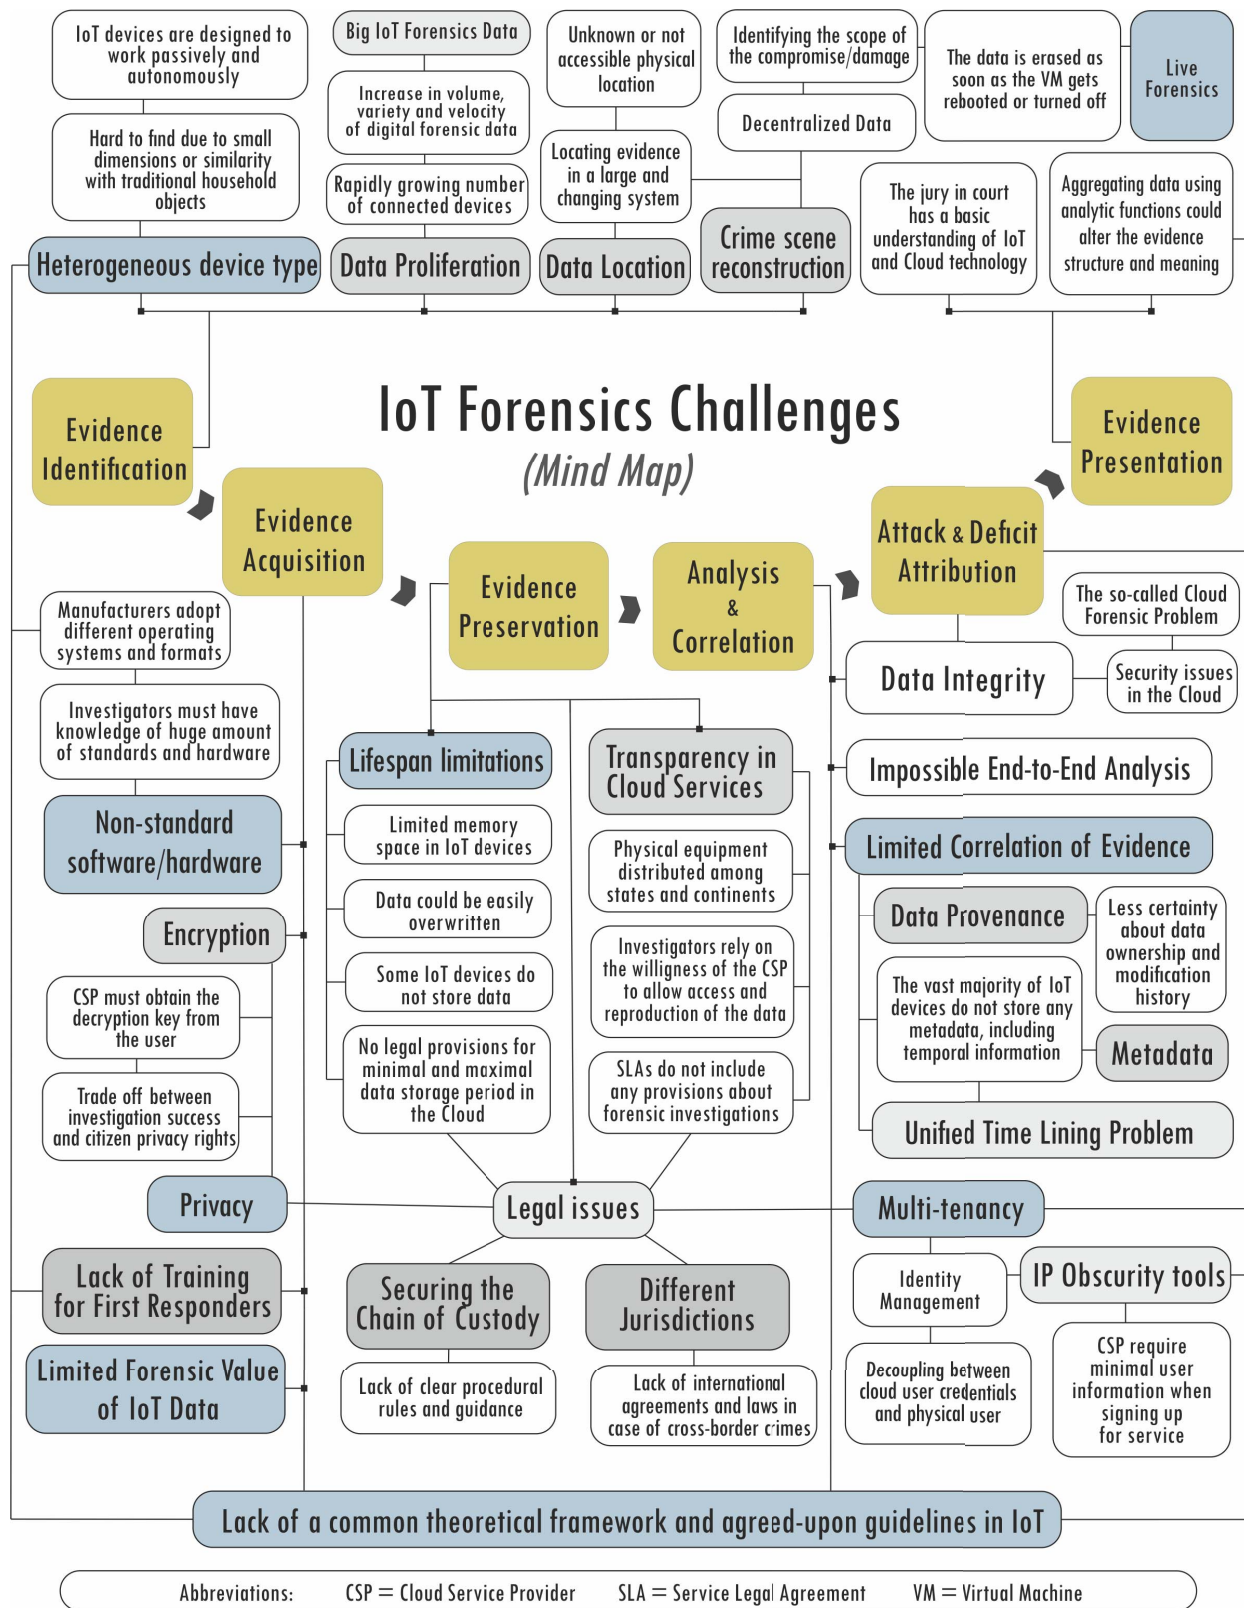 IoT devices are designed to
work passively and
autonomously
Hard to find due to small
dimensions or similarity
with traditional household
objects
Heterogeneous device type
Big IoT Forensics Data
Increase in volume,
variety and velocity
of digital forensic data
Rapidly growing number
of connected devices
Data Proliferation
Unknown or not
accessible physical
location
Locating evidence
in a large and
changing system
Data Location
Identifying the scope of
the compromise/damage
Decentralized Data
Crime scene
reconstruction
The data is erased as
soon as the VM gets
rebooted or turned off
Live
Forensics
The jury in court
has a basic
understanding of IoT
and Cloud technology
Aggregating data using
analytic functions could
alter the evidence
structure and meaning
IoT Forensics Challenges
(Mind Map)
Evidence
Identification
Evidence
Acquisition
Evidence
Preservation
Analysis
&
Correlation
Attack & Deficit
Attribution
Evidence
Presentation
Manufacturers adopt
different operating
systems and formats
Investigators must have
knowledge of huge amount
of standards and hardware
Non-standard
software/hardware
Encryption
CSP must obtain the
decryption key from
the user
Trade off between
investigation success
and citizen privacy rights
Privacy
Lack of Training
for First Responders
Limited Forensic Value
of IoT Data
Lifespan limitations
Limited memory
space in IoT devices
Data could be easily
overwritten
Some IoT devices do
not store data
No legal provisions for
minimal and maximal
data storage period in
the Cloud
Transparency in
Cloud Services
Physical equipment
distributed among
states and continents
Investigators rely on
the willigness of the CSP
to allow access and
reproduction of the data
SLAs do not include
any provisions about
forensic investigations
Legal issues
Securing the
Chain of Custody
Lack of clear procedural
rules and guidance
Different
Jurisdictions
Lack of international
agreements and laws in
case of cross-border crimes
The so-called Cloud
Forensic Problem
Data Integrity
Security issues
in the Cloud
Impossible End-to-End Analysis
Limited Correlation of Evidence
Data Provenance
Less certainty
about data
ownership and
modification
history
The vast majority of IoT
devices do not store any
metadata, including
temporal information
Metadata
Unified Time Lining Problem
Multi-tenancy
Identity
Management
IP Obscurity tools
Decoupling between
cloud user credentials
and physical user
CSP require
minimal user
information when
signing up
for service
Lack of a common theoretical framework and agreed-upon guidelines in IoT
Abbreviations: CSP = Cloud Service Provider SLA = Service Legal Agreement VM = Virtual Machine